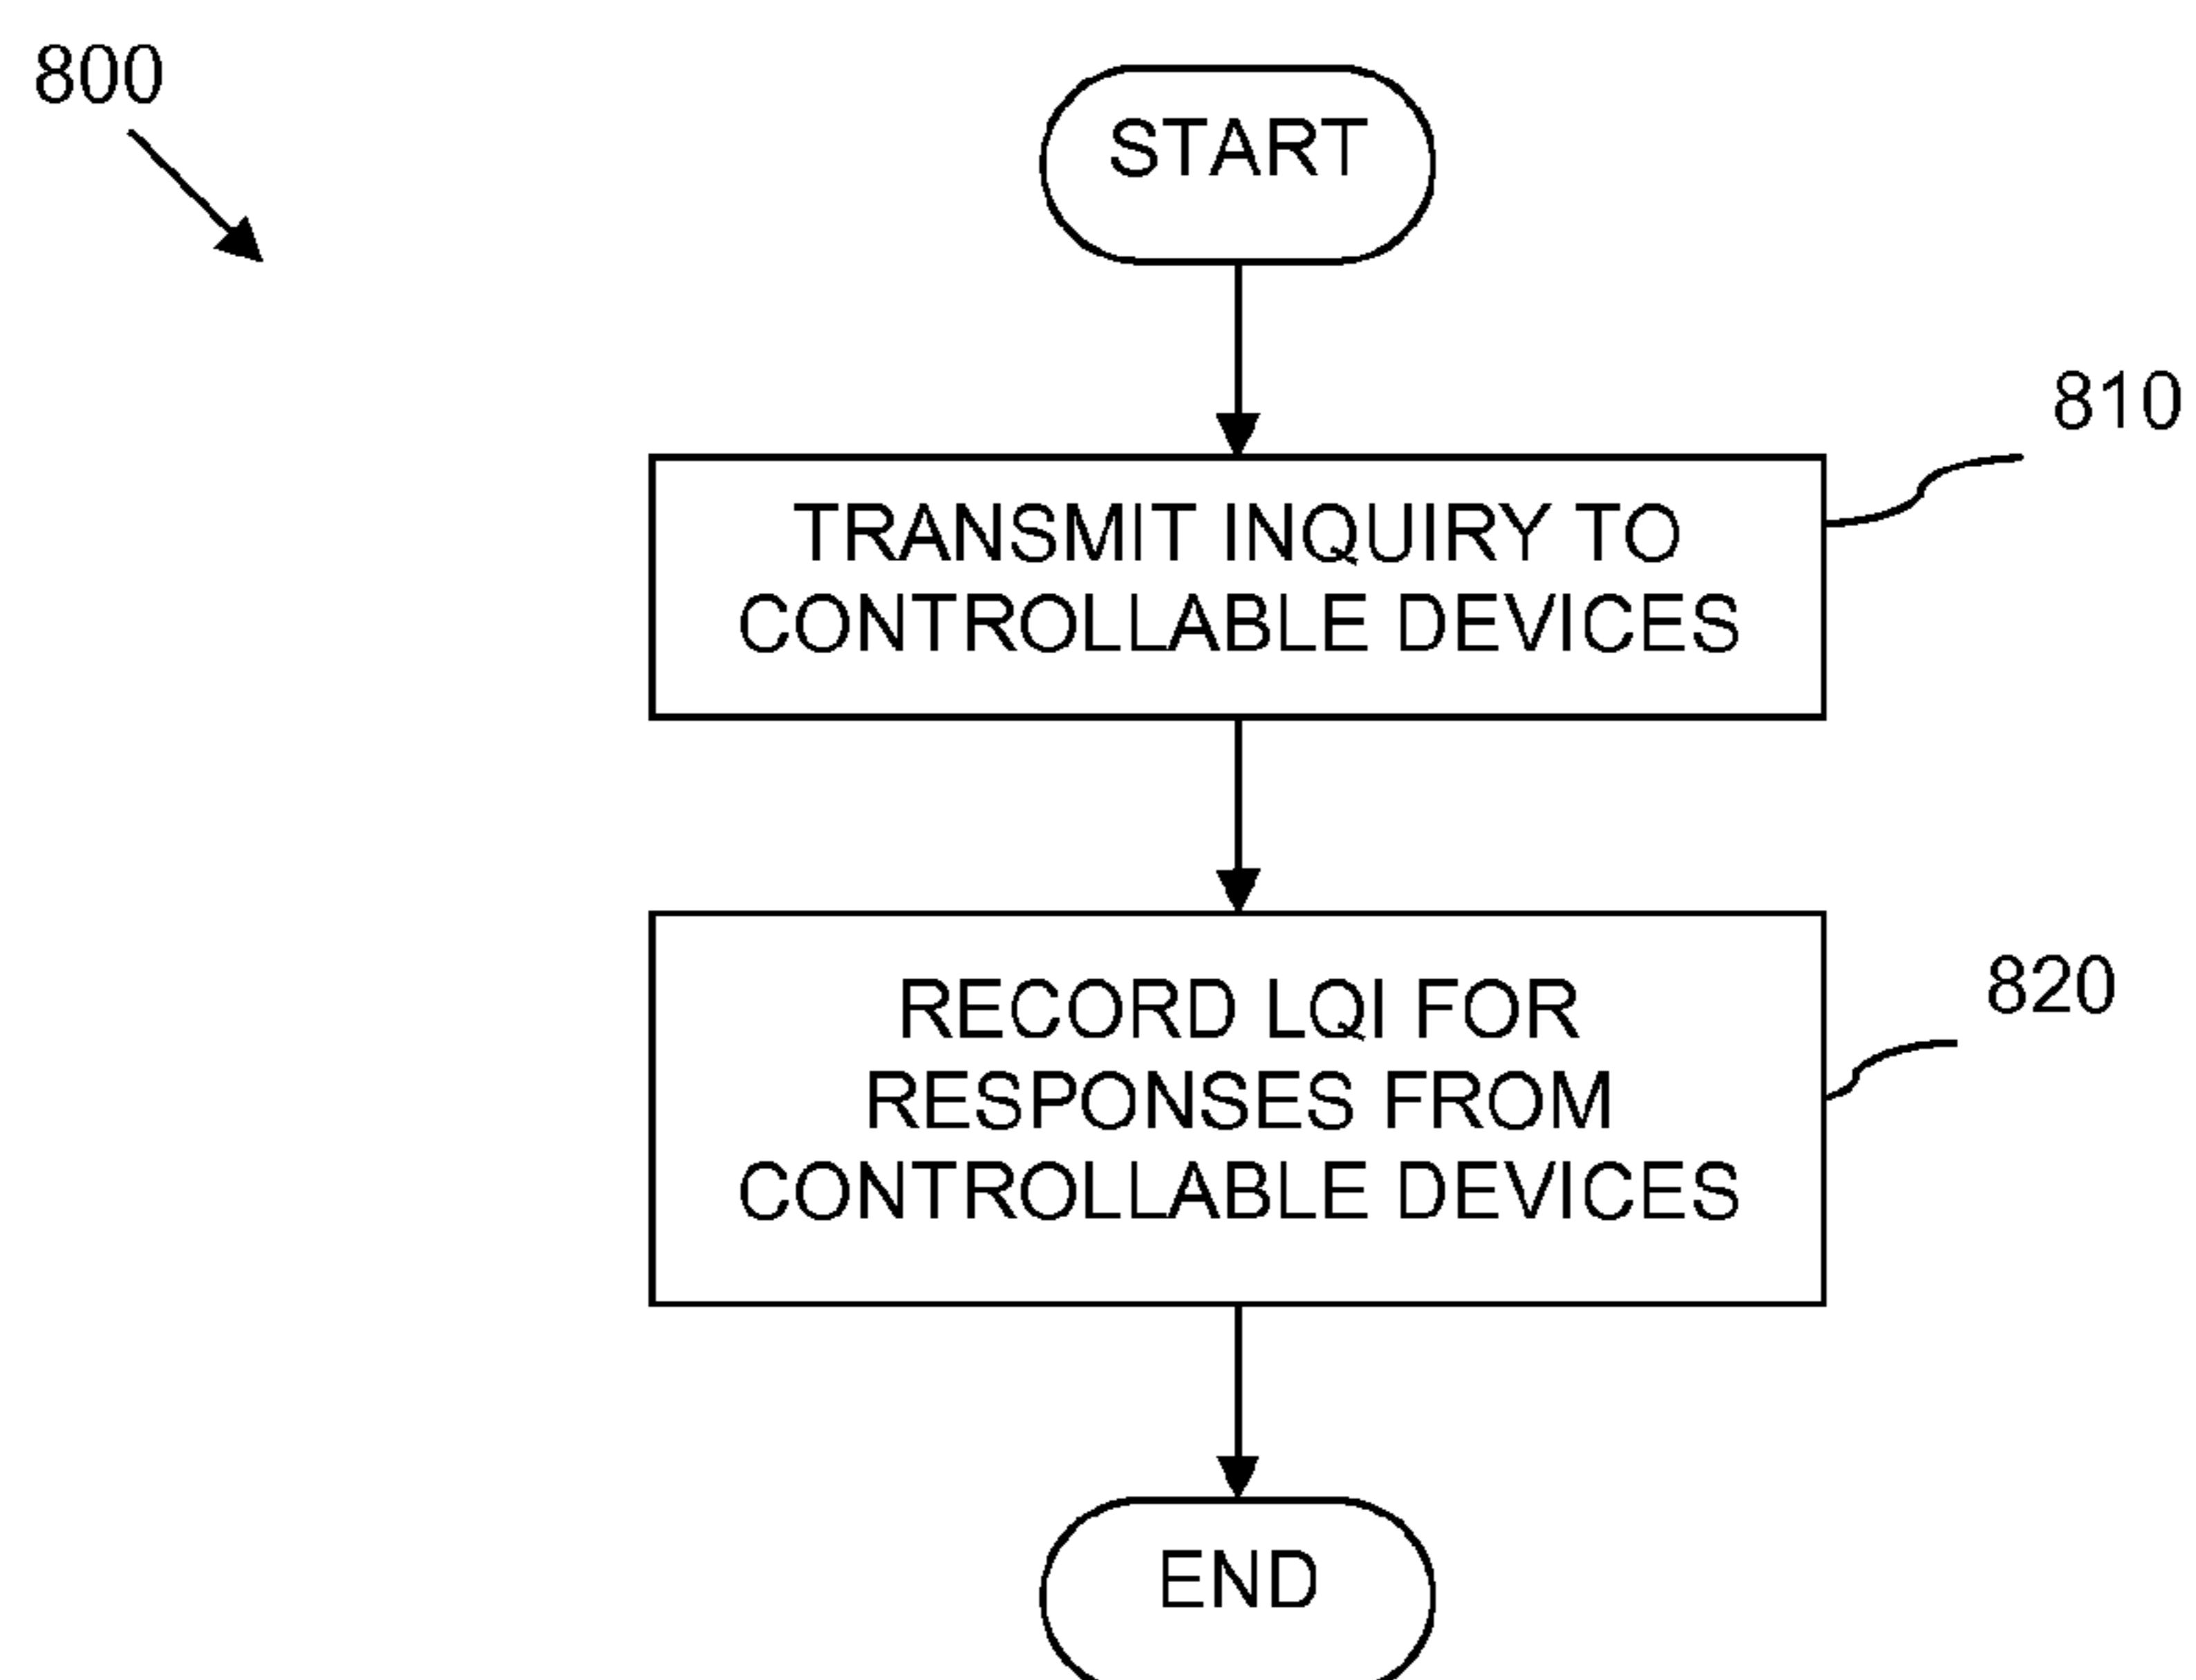 800
START
810
TRANSMIT INQUIRY TO
CONTROLLABLE DEVICES
820
RECORD LQI FOR
RESPONSES FROM
CONTROLLABLE DEVICES
END